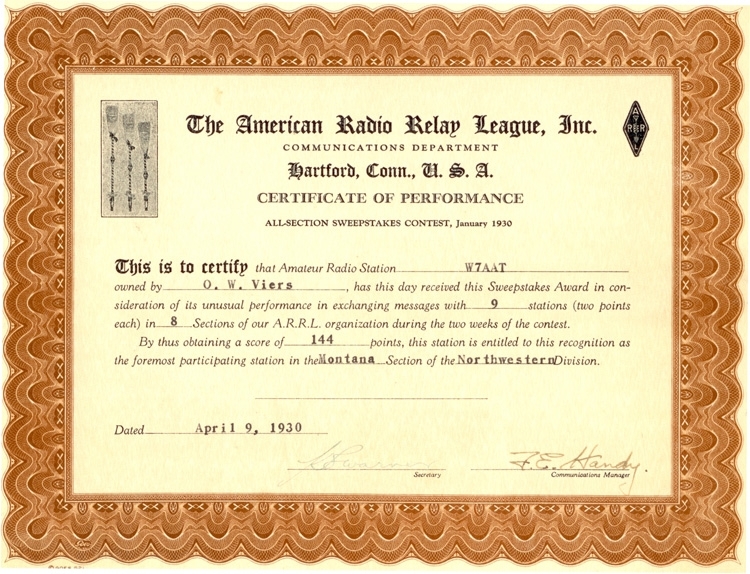 The American Radio Relay League, Inc.
COMMUNICATIONS DEPARTMENT
Hartford, Conn., U. S. A.
CERTIFICATE OF PERFORMANCE
ALL-SECTION SWEEPSTAKES CONTEST, January 1930
A
R R
L
This is to certify that Amateur Radio Station W7AAT
owned by O. W. Viers, has this day received this Sweepstakes Award in con-
sideration of its unusual performance in exchanging messages with 9 stations (two points
each) in 8 Sections of our A.R.R.L. organization during the two weeks of the contest.
By thus obtaining a score of 144 points, this station is entitled to this recognition as
the foremost participating station in the Montana Section of the Northwestern Division.
Dated April 9, 1930
F. E. Handy.
Secretary
Communications Manager